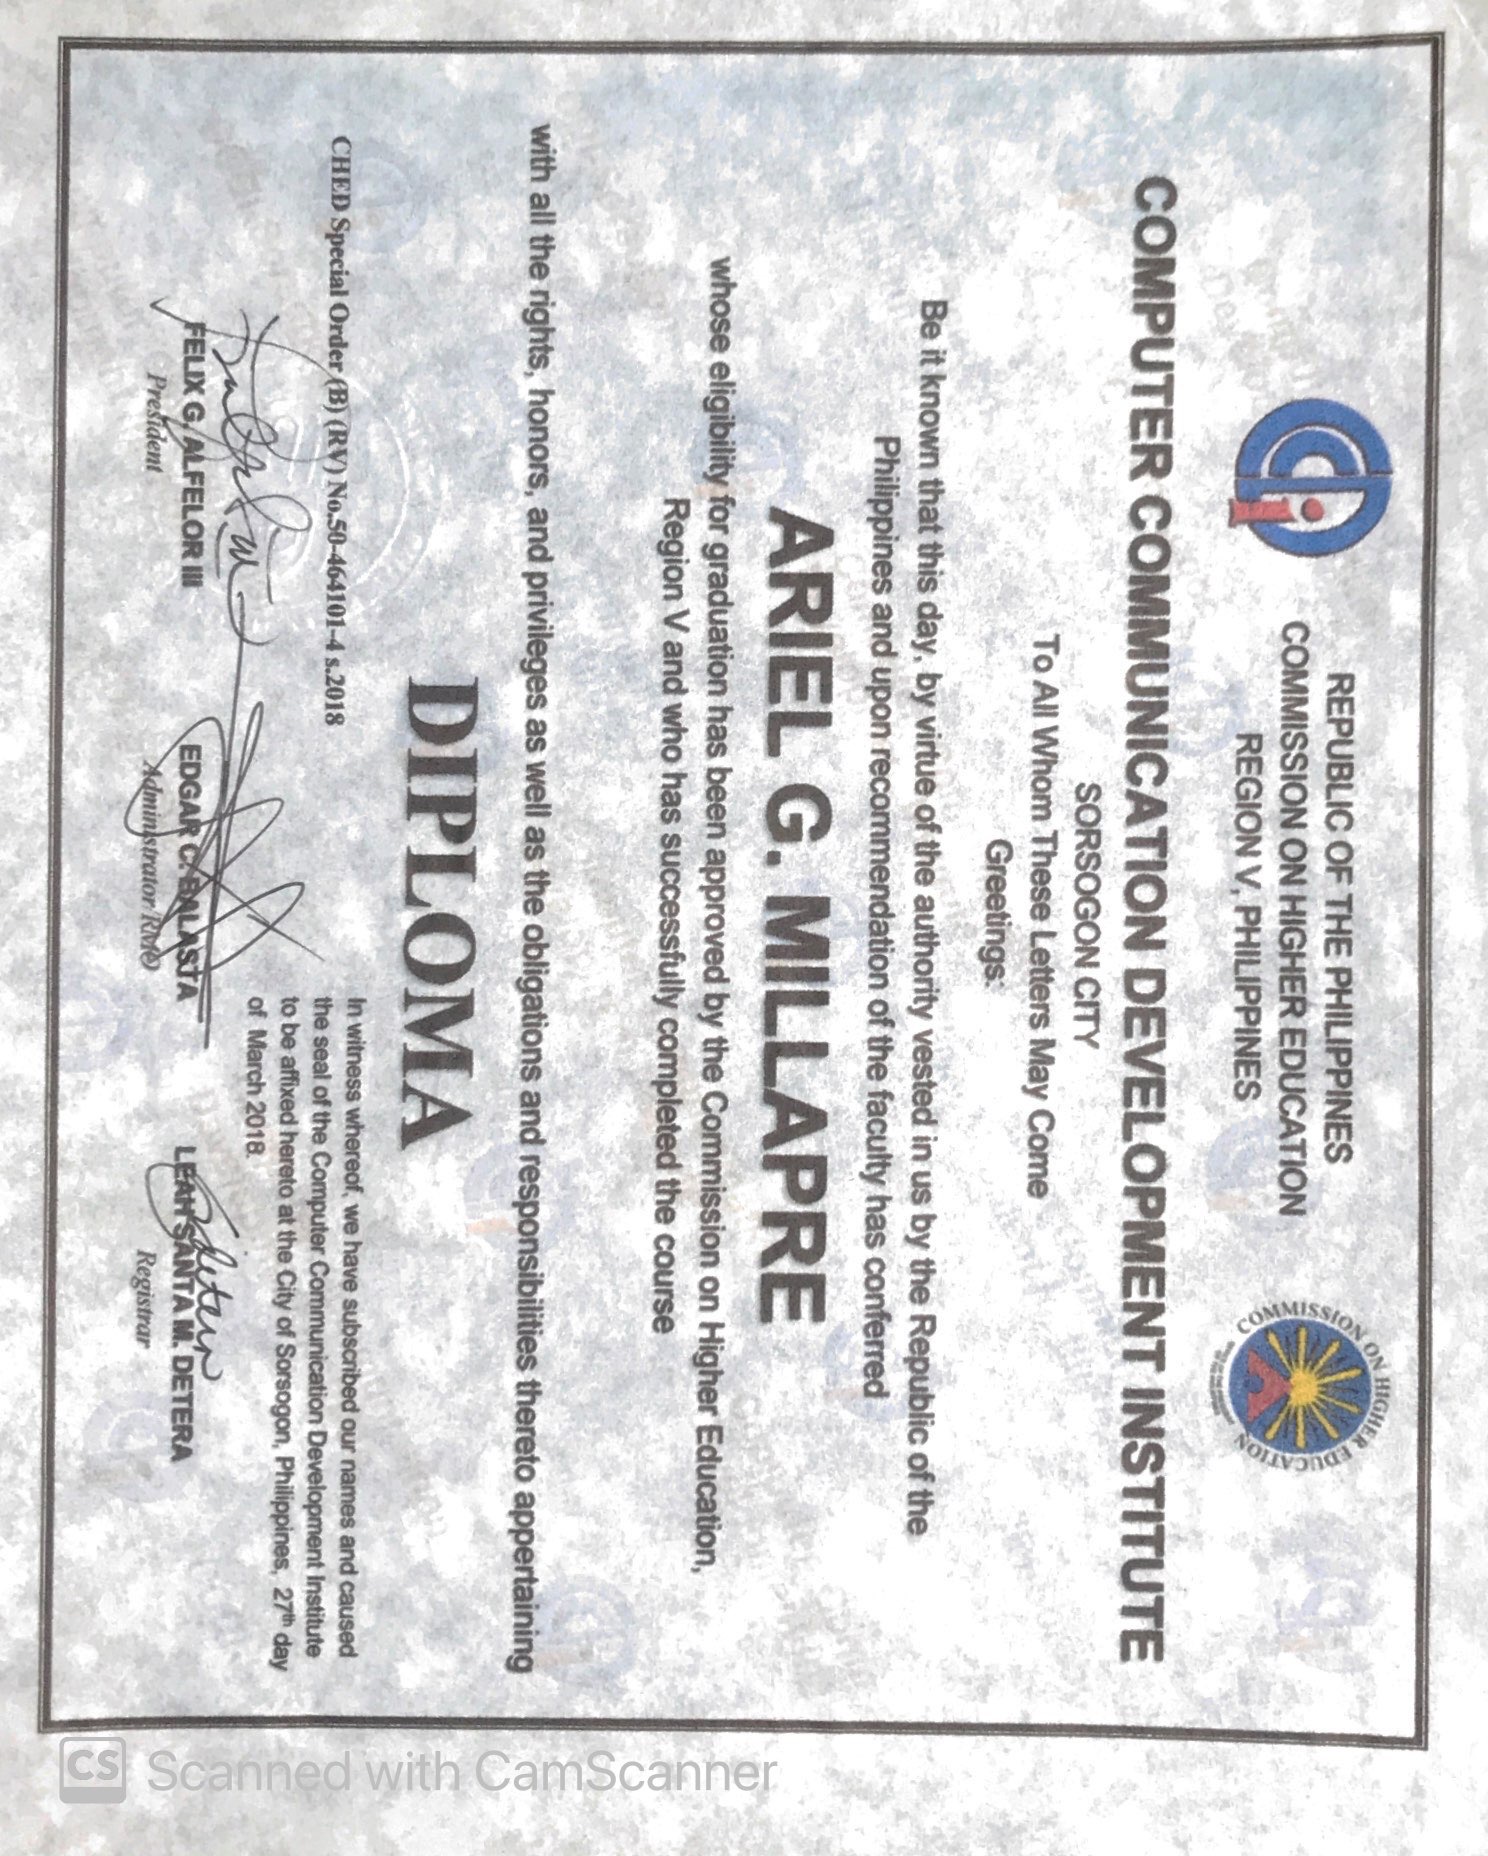 REPUBLIC OF THE PHILIPPINES
COMMISSION ON HIGHER EDUCATION
REGION V, PHILIPPINES
COMMISSION ON HIGHER EDUCATION
COMPUTER COMMUNICATION DEVELOPMENT INSTITUTE
SORSOGON CITY
To All Whom These Letters May Come
Greetings:
Be it known that this day, by virtue of the authority vested in us by the Republic of the
Philippines and upon recommendation of the faculty has conferred
ARIEL G. MILLAPRE
whose eligibility for graduation has been approved by the Commission on Higher Education,
Region V and who has successfully completed the course
with all the rights, honors, and privileges as well as the obligations and responsibilities thereto appertaining
DIPLOMA
CHED Special Order (B) (RV) No.50-464101-4 s.2018
In witness whereof, we have subscribed our names and caused
the seal of the Computer Communication Development Institute
to be affixed hereto at the City of Sorsogon, Philippines, 27th day
of March 2018.
FELIX G. ALFELOR III
President
EDGAR C. BALASTA
Administrator/RMO
LEAH SANTA M. DETERA
Registrar
CS Scanned with CamScanner